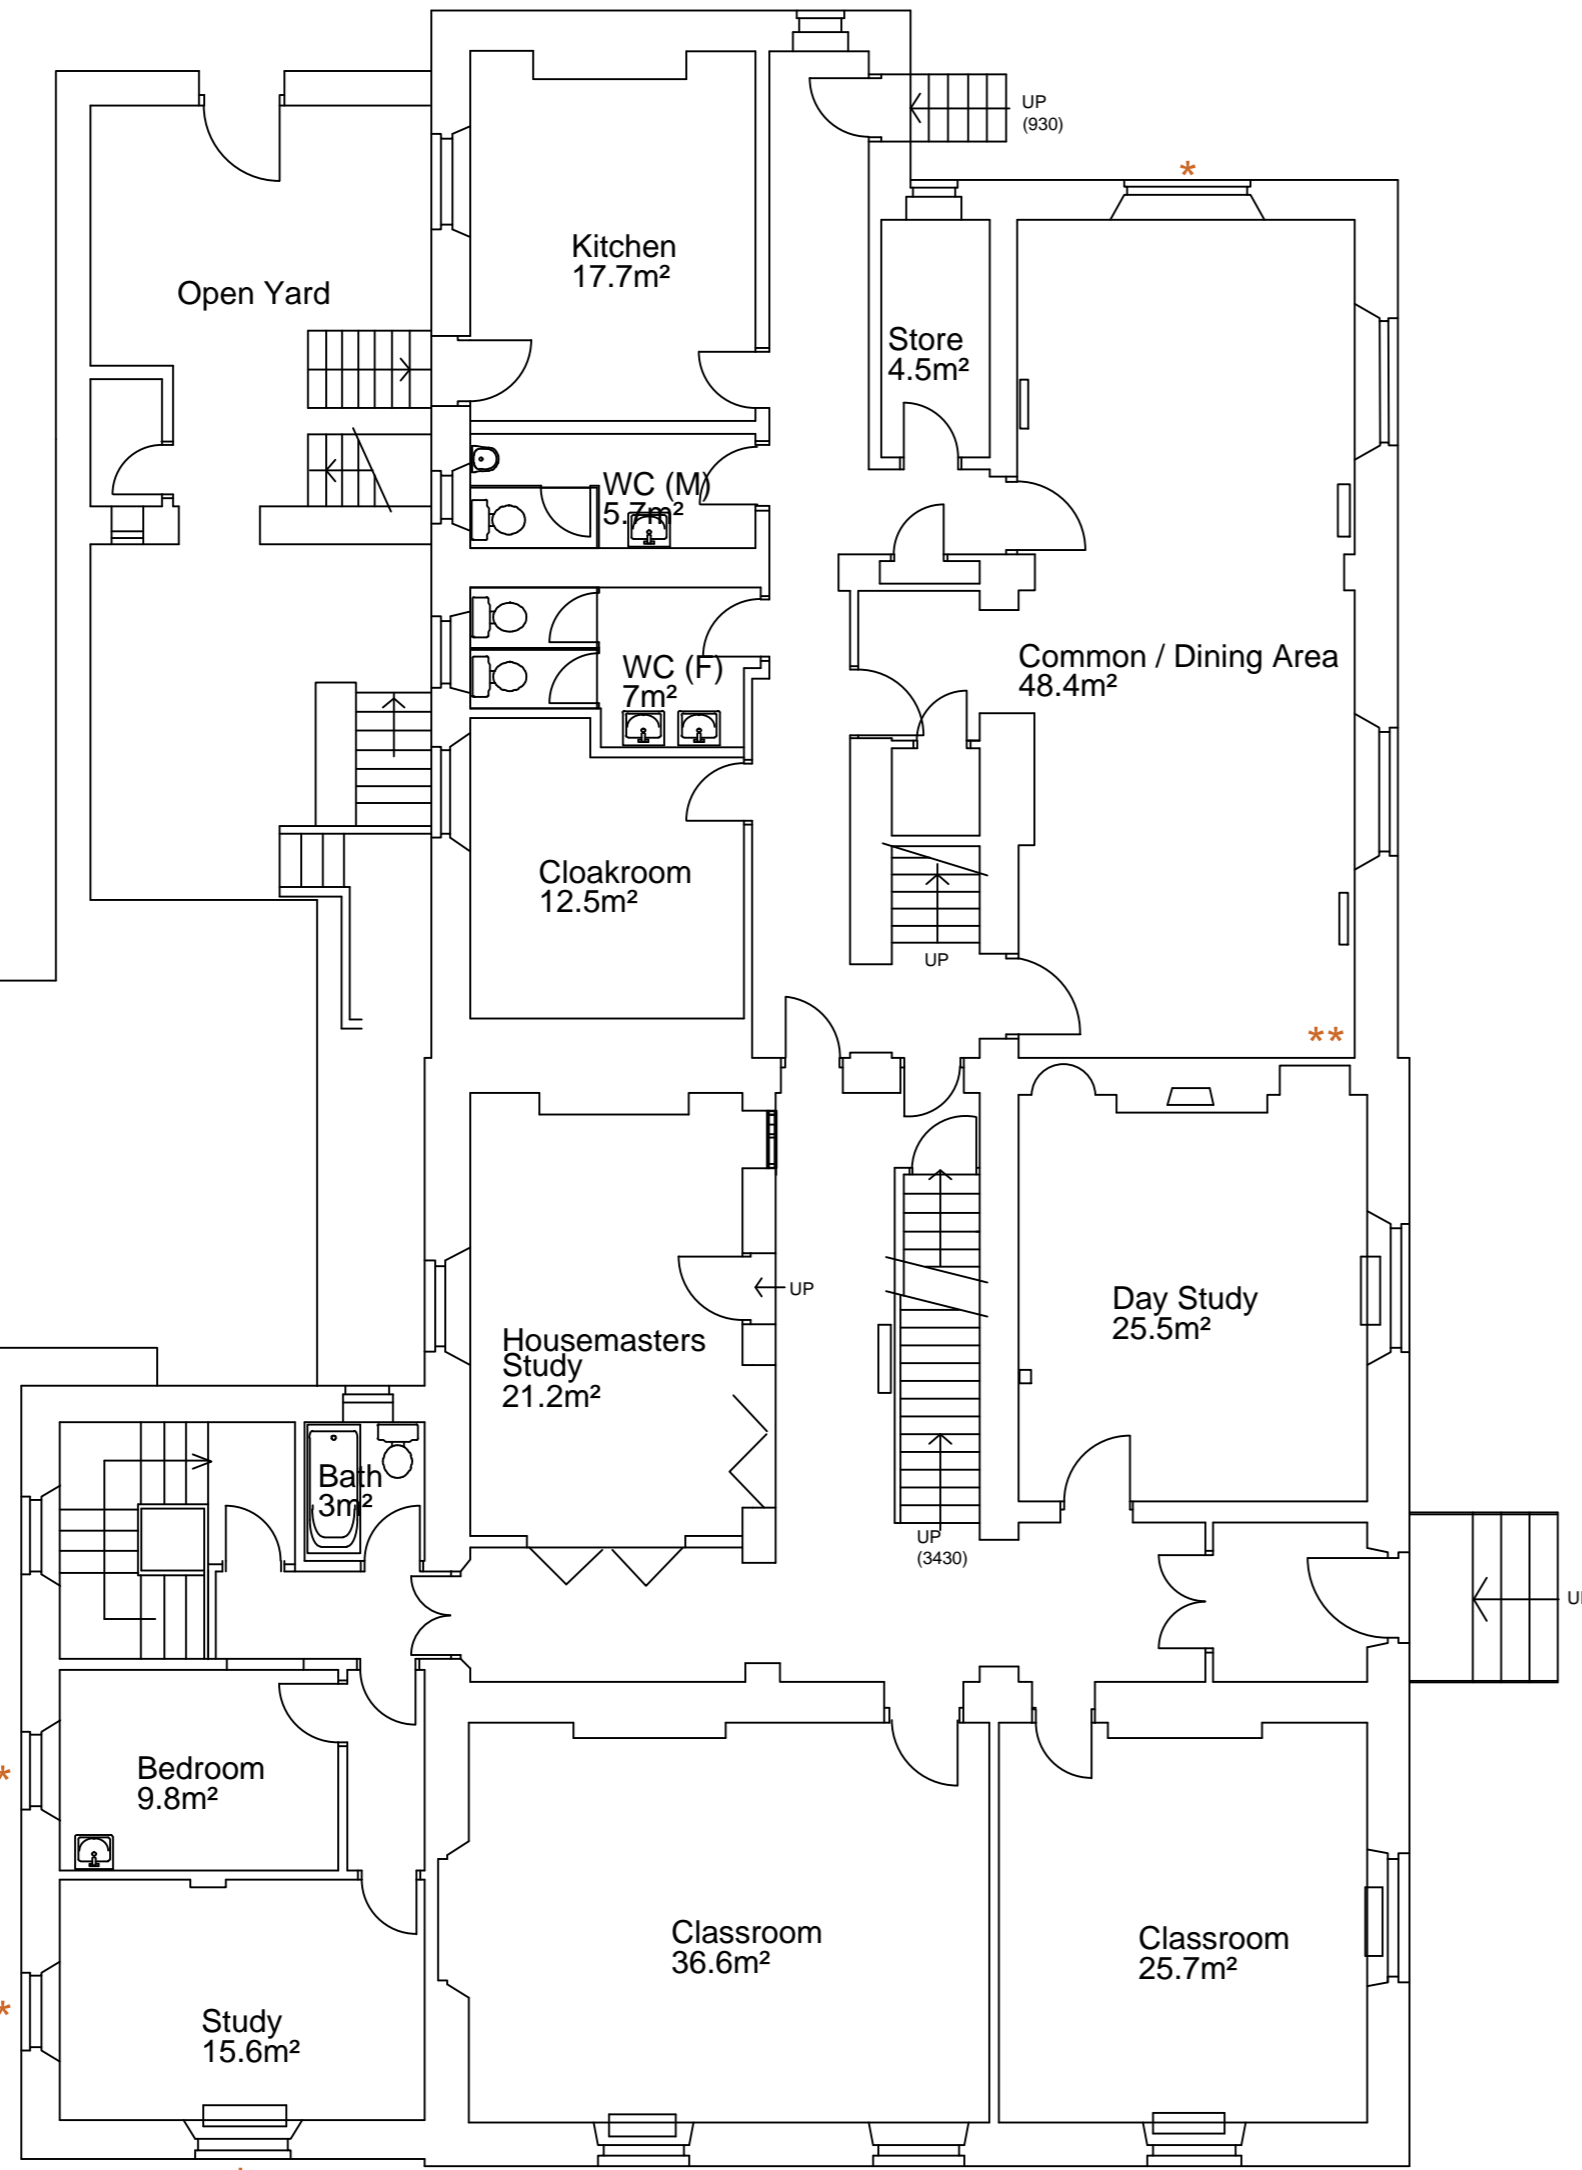 UP
(930)
*
Kitchen
17.7m²
Open Yard
Store
4.5m²
WC (M)
5.7m²
WC (F)
7m²
Common / Dining Area
48.4m²
Cloakroom
12.5m²
UP
**
UP
Day Study
25.5m²
Housemasters
Study
21.2m²
Bath
3m²
UP
(3430)
Bedroom
9.8m²
*
Classroom
36.6m²
Classroom
25.7m²
*
Study
15.6m²